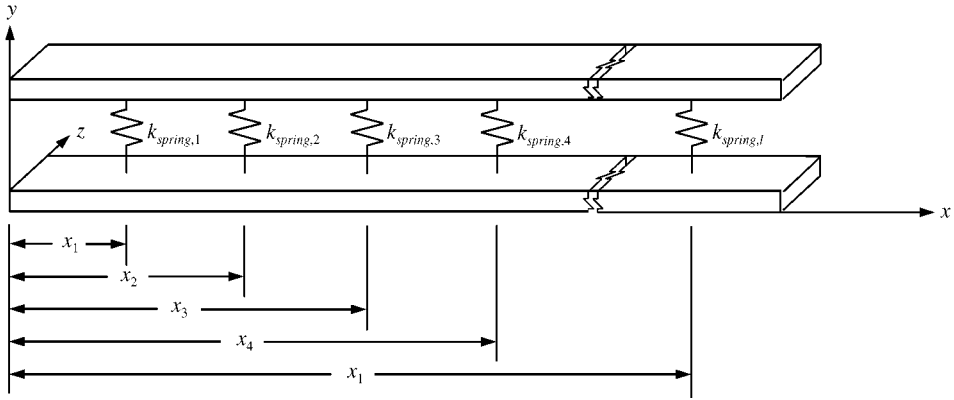 y
z
k_spring,1
k_spring,2
k_spring,3
k_spring,4
k_spring,l
x
x_1
x_2
x_3
x_4
x_1